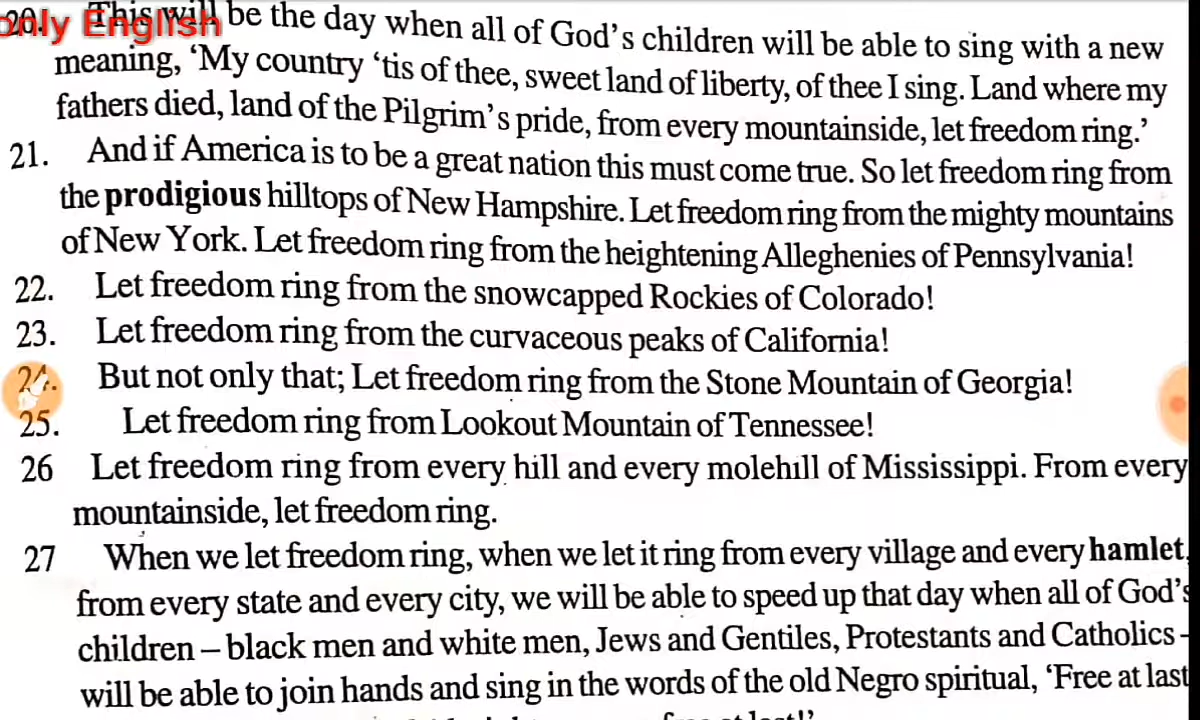 only English
20. This will be the day when all of God's children will be able to sing with a new
meaning, 'My country 'tis of thee, sweet land of liberty, of thee I sing. Land where my
fathers died, land of the Pilgrim's pride, from every mountainside, let freedom ring.'
21. And if America is to be a great nation this must come true. So let freedom ring from
the prodigious hilltops of New Hampshire. Let freedom ring from the mighty mountains
of New York. Let freedom ring from the heightening Alleghenies of Pennsylvania!
22. Let freedom ring from the snowcapped Rockies of Colorado!
23. Let freedom ring from the curvaceous peaks of California!
24. But not only that; Let freedom ring from the Stone Mountain of Georgia!
25. Let freedom ring from Lookout Mountain of Tennessee!
26 Let freedom ring from every hill and every molehill of Mississippi. From every
mountainside, let freedom ring.
27 When we let freedom ring, when we let it ring from every village and every hamlet,
from every state and every city, we will be able to speed up that day when all of God's
children – black men and white men, Jews and Gentiles, Protestants and Catholics –
will be able to join hands and sing in the words of the old Negro spiritual, 'Free at last
free at last!'